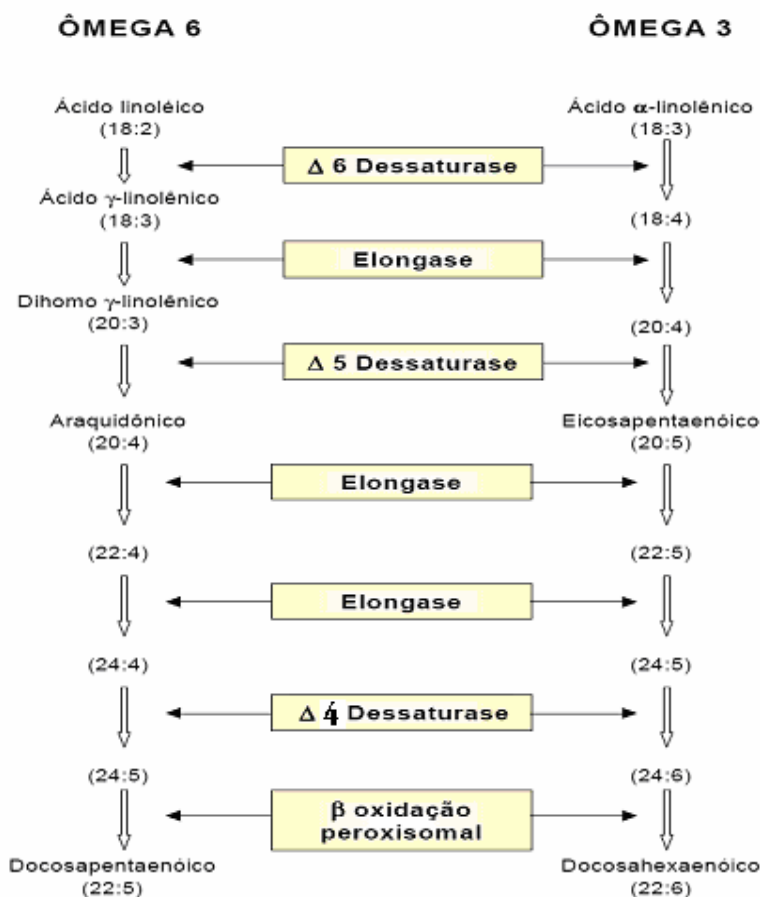 ÔMEGA 6
ÔMEGA 3
Ácido linoléico
(18:2)
Ácido α-linolênico
(18:3)
Δ 6 Dessaturase
Ácido γ-linolênico
(18:3)
(18:4)
Elongase
Dihomo γ-linolênico
(20:3)
(20:4)
Δ 5 Dessaturase
Araquidônico
(20:4)
Eicosapentaenóico
(20:5)
Elongase
(22:4)
(22:5)
Elongase
(24:4)
(24:5)
Δ 4 Dessaturase
(24:5)
(24:6)
β oxidação
peroxisomal
Docosapentaenóico
(22:5)
Docosahexaenóico
(22:6)